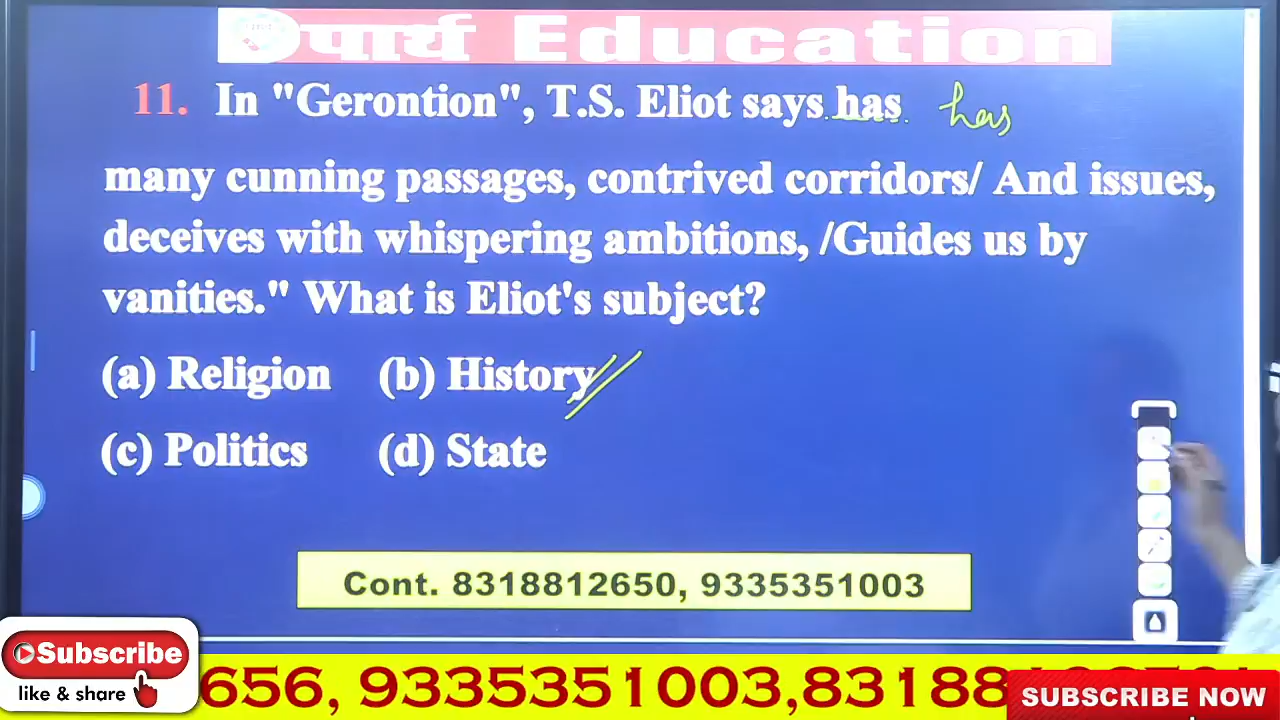 पार्थ Education
11. In "Gerontion", T.S. Eliot says has has
many cunning passages, contrived corridors/ And issues,
deceives with whispering ambitions, /Guides us by
vanities." What is Eliot's subject?
(a) Religion (b) History
(c) Politics (d) State
Cont. 8318812650, 9335351003
Subscribe
like & share
656, 9335351003,83188
SUBSCRIBE NOW